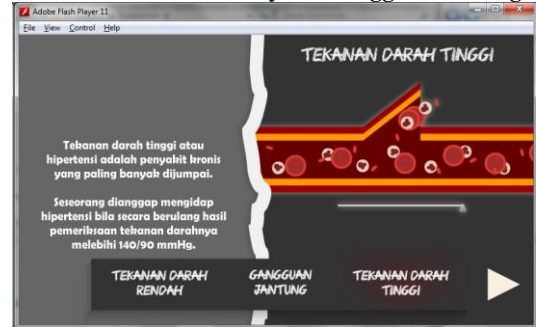 Adobe Flash Player 11
File View Control Help
TEKANAN DARAH TINGGI
Tekanan darah tinggi atau
hipertensi adalah penyakit kronis
yang paling banyak dijumpai.
Seseorang dianggap mengidap
hipertensi bila secara berulang hasil
pemeriksaan tekanan darahnya
melebihi 140/90 mmHg.
TEKANAN DARAH
RENDAH
GANGGUAN
JANTUNG
TEKANAN DARAH
TINGGI